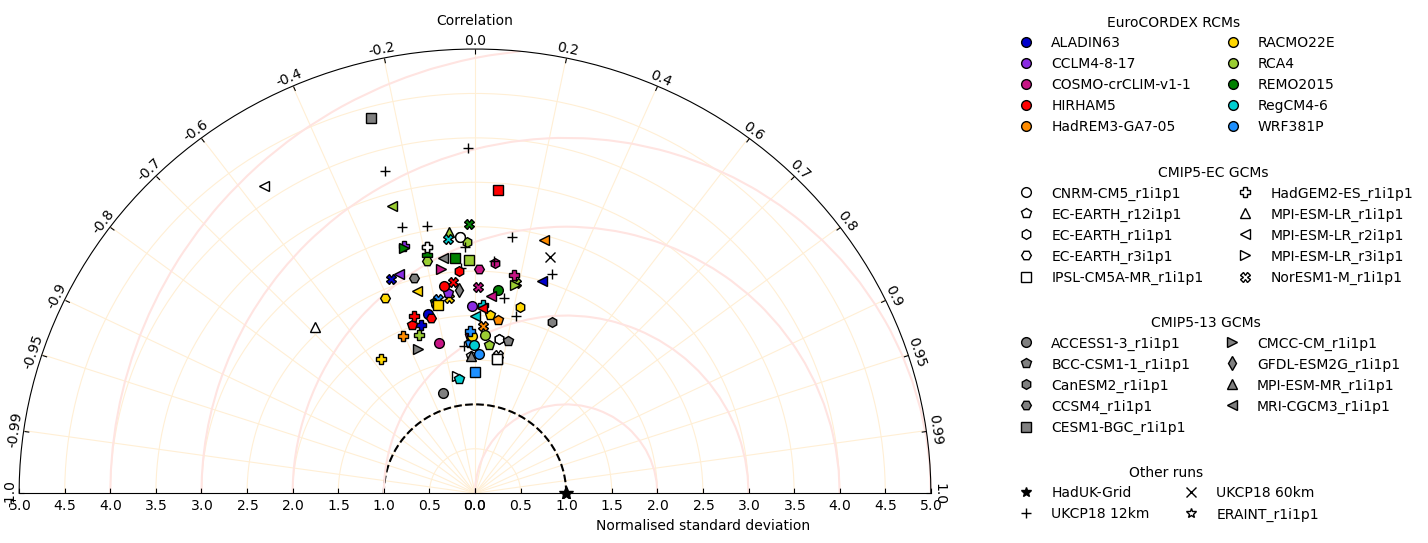 Correlation
0.0
-0.2
0.2
-0.4
0.4
-0.6
0.6
-0.7
0.7
-0.8
0.8
-0.9
0.9
-0.95
0.95
-0.99
0.99
-1.0
1.0
5.0 4.5 4.0 3.5 3.0 2.5 2.0 1.5 1.0 0.5 0.0 0.5 1.0 1.5 2.0 2.5 3.0 3.5 4.0 4.5 5.0
Normalised standard deviation
EuroCORDEX RCMs
ALADIN63 RACMO22E
CCLM4-8-17 RCA4
COSMO-crCLIM-v1-1 REMO2015
HIRHAM5 RegCM4-6
HadREM3-GA7-05 WRF381P
CMIP5-EC GCMs
CNRM-CM5_r1i1p1 HadGEM2-ES_r1i1p1
EC-EARTH_r12i1p1 MPI-ESM-LR_r1i1p1
EC-EARTH_r1i1p1 MPI-ESM-LR_r2i1p1
EC-EARTH_r3i1p1 MPI-ESM-LR_r3i1p1
IPSL-CM5A-MR_r1i1p1 NorESM1-M_r1i1p1
CMIP5-13 GCMs
ACCESS1-3_r1i1p1 CMCC-CM_r1i1p1
BCC-CSM1-1_r1i1p1 GFDL-ESM2G_r1i1p1
CanESM2_r1i1p1 MPI-ESM-MR_r1i1p1
CCSM4_r1i1p1 MRI-CGCM3_r1i1p1
CESM1-BGC_r1i1p1
Other runs
HadUK-Grid UKCP18 60km
UKCP18 12km ERAINT_r1i1p1